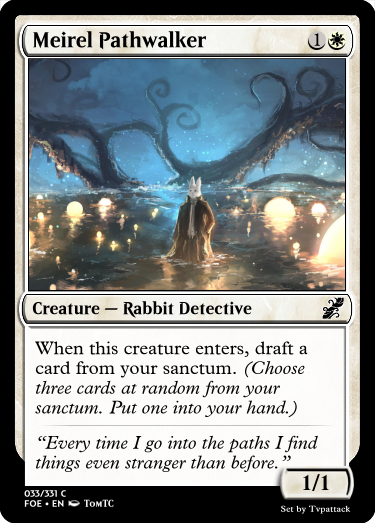 Meirel Pathwalker 1
Creature — Rabbit Detective
When this creature enters, draft a
card from your sanctum. (Choose
three cards at random from your
sanctum. Put one into your hand.)
“Every time I go into the paths I find
things even stranger than before.”
1/1
033/331 C
FOE • EN TomTC
Set by Tvpattack